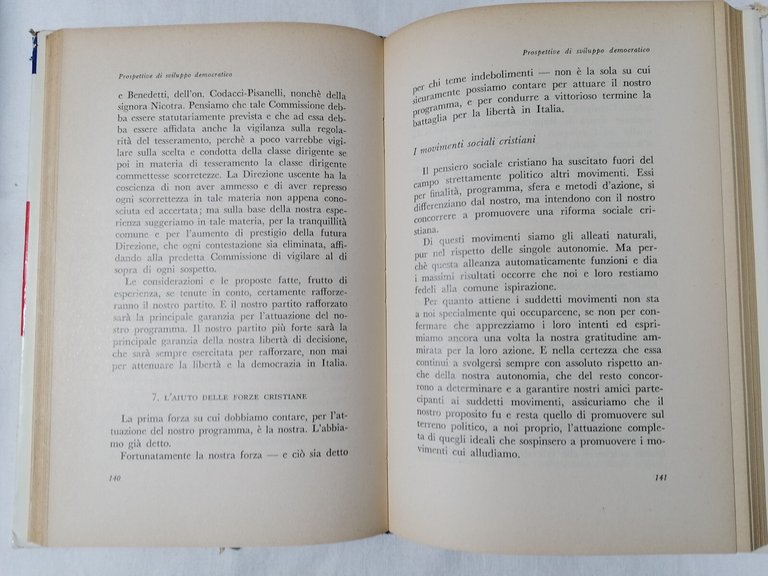 Prospettive di sviluppo democratico
e Benedetti, dell'on. Codacci-Pisanelli, nonchè della
signora Nicotra. Pensiamo che tale Commissione deb-
ba essere statutariamente prevista e che ad essa deb-
ba essere affidata anche la vigilanza sulla regola-
rità del tesseramento, perchè a poco varrebbe vigi-
lare sulla scelta e condotta della classe dirigente se
poi in materia di tesseramento la classe dirigente
commettesse scorrettezze. La Direzione uscente ha la
coscienza di non aver ammesso e di aver represso
ogni scorrettezza in tale materia non appena cono-
sciuta ed accertata; ma sulla base della nostra espe-
rienza suggeriamo in tale materia, per la tranquillità
comune e per l'aumento di prestigio della futura
Direzione, che ogni contestazione sia eliminata, affi-
dando alla predetta Commissione di vigilare al di
sopra di ogni sospetto.
Le considerazioni e le proposte fatte, frutto di
esperienza, se tenute in conto, certamente rafforze-
ranno il nostro partito. E il nostro partito rafforzato
sarà la principale garanzia per l'attuazione del no-
stro programma. Il nostro partito più forte sarà la
principale garanzia della nostra libertà di decisione,
che sarà sempre esercitata per rafforzare, non mai
per attenuare la libertà e la democrazia in Italia.
7. L'AIUTO DELLE FORZE CRISTIANE
La prima forza su cui dobbiamo contare, per l'at-
tuazione del nostro programma, è la nostra. L'abbia-
mo già detto.
Fortunatamente la nostra forza — e ciò sia detto
140
Prospettive di sviluppo democratico
per chi teme indebolimenti — non è la sola su cui
sicuramente possiamo contare per attuare il nostro
programma, e per condurre a vittorioso termine la
battaglia per la libertà in Italia.
I movimenti sociali cristiani
Il pensiero sociale cristiano ha suscitato fuori del
campo strettamente politico altri movimenti. Essi
per finalità, programma, sfera e metodi d'azione, si
differenziano dal nostro, ma intendono con il nostro
concorrere a promuovere una riforma sociale cri-
stiana.
Di questi movimenti siamo gli alleati naturali,
pur nel rispetto delle singole autonomie. Ma per-
chè questa alleanza automaticamente funzioni e dia
i massimi risultati occorre che noi e loro restiamo
fedeli alla comune ispirazione.
Per quanto attiene i suddetti movimenti non sta
a noi specialmente qui occuparcene, se non per con-
fermare che apprezziamo i loro intenti ed espri-
miamo ancora una volta la nostra gratitudine am-
mirata per la loro azione. E nella certezza che essa
continui a svolgersi sempre con assoluto rispetto an-
che della nostra autonomia, che del resto concor-
rono a determinare e a garantire nostri amici parte-
cipanti ai suddetti movimenti, assicuriamo che il
nostro proposito fu e resta quello di promuovere sul
terreno politico, a noi proprio, l'attuazione comple-
ta di quegli ideali che sospinsero a promuovere i mo-
vimenti cui alludiamo.
141